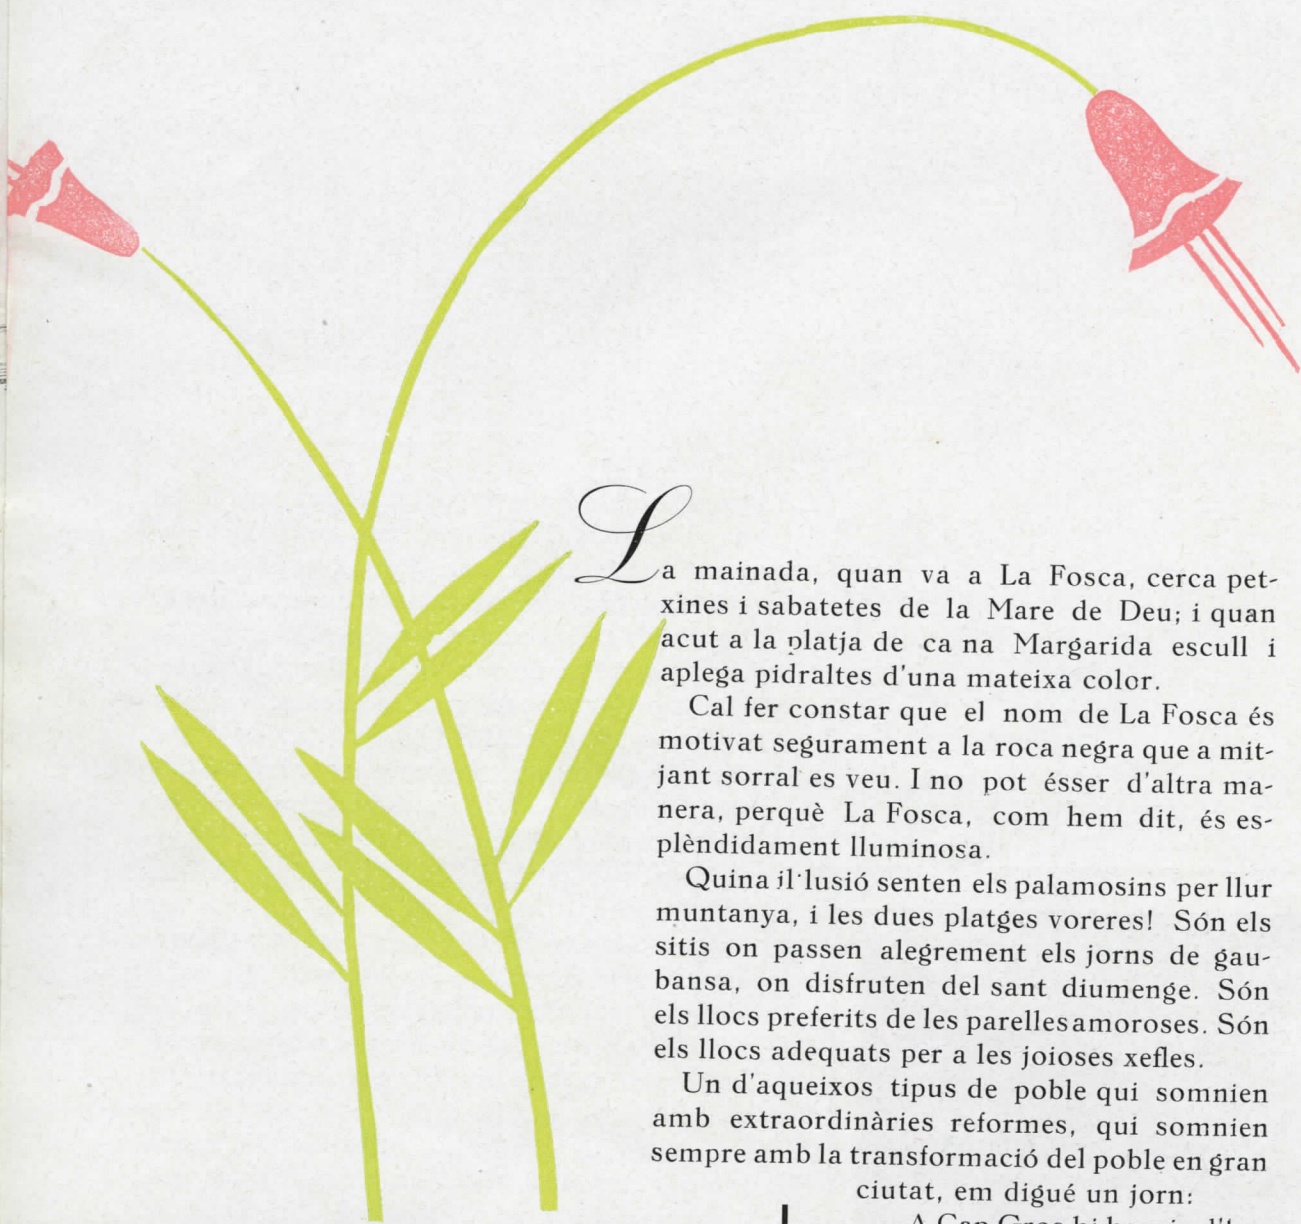 La mainada, quan va a La Fosca, cerca pet-
xines i sabatetes de la Mare de Deu; i quan
acut a la platja de ca na Margarida escull i
aplega pidraltes d'una mateixa color.
Cal fer constar que el nom de La Fosca és
motivat segurament a la roca negra que a mit-
jant sorral es veu. I no pot ésser d'altra ma-
nera, perquè La Fosca, com hem dit, és es-
plèndidament lluminosa.
Quina il·lusió senten els palamosins per llur
muntanya, i les dues platges voreres! Són els
sitis on passen alegrement els jorns de gau-
bansa, on disfruten del sant diumenge. Són
els llocs preferits de les parelles amoroses. Són
els llocs adequats per a les joioses xefles.
Un d'aqueixos tipus de poble qui somnien
amb extraordinàries reformes, qui somnien
sempre amb la transformació del poble en gran
ciutat, em digué un jorn:
A Cap Gros hi